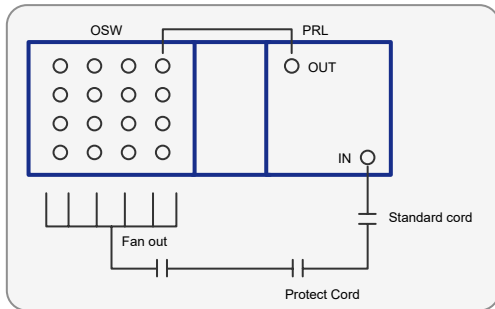 OSW
PRL
OUT
IN
Standard cord
Fan out
Protect Cord